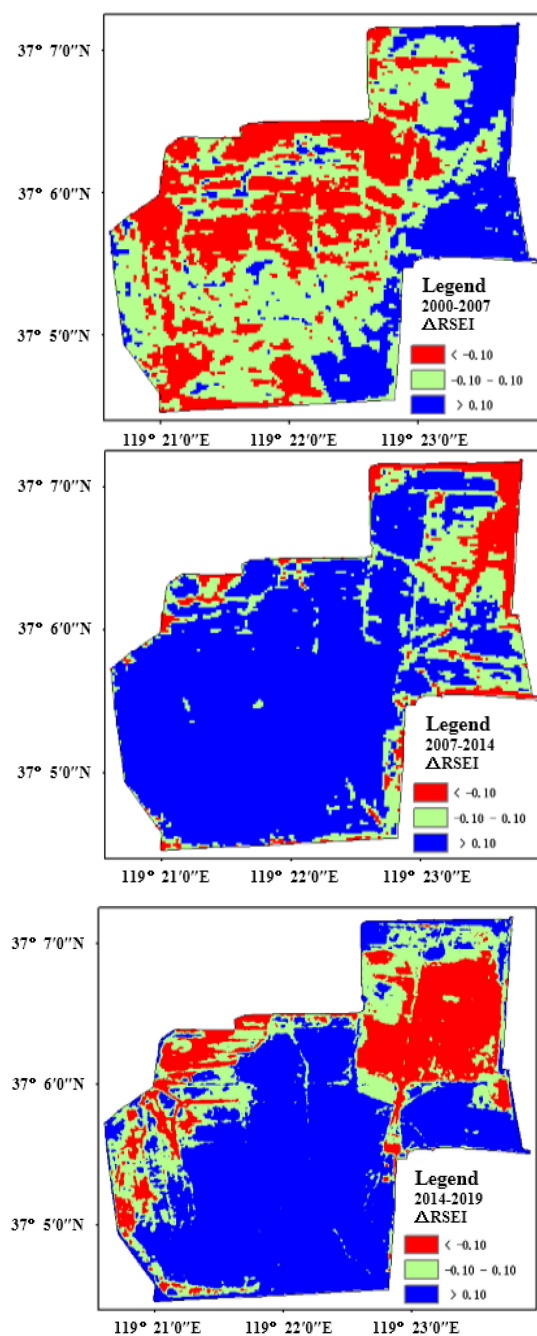 37° 7′0″N
37° 6′0″N
37° 5′0″N
Legend
2000-2007
△RSEI
< -0.10
-0.10 - 0.10
> 0.10
119° 21′0″E 119° 22′0″E 119° 23′0″E
37° 7′0″N
37° 6′0″N
37° 5′0″N
Legend
2007-2014
△RSEI
< -0.10
-0.10 - 0.10
> 0.10
119° 21′0″E 119° 22′0″E 119° 23′0″E
37° 7′0″N
37° 6′0″N
37° 5′0″N
Legend
2014-2019
△RSEI
< -0.10
-0.10 - 0.10
> 0.10
119° 21′0″E 119° 22′0″E 119° 23′0″E